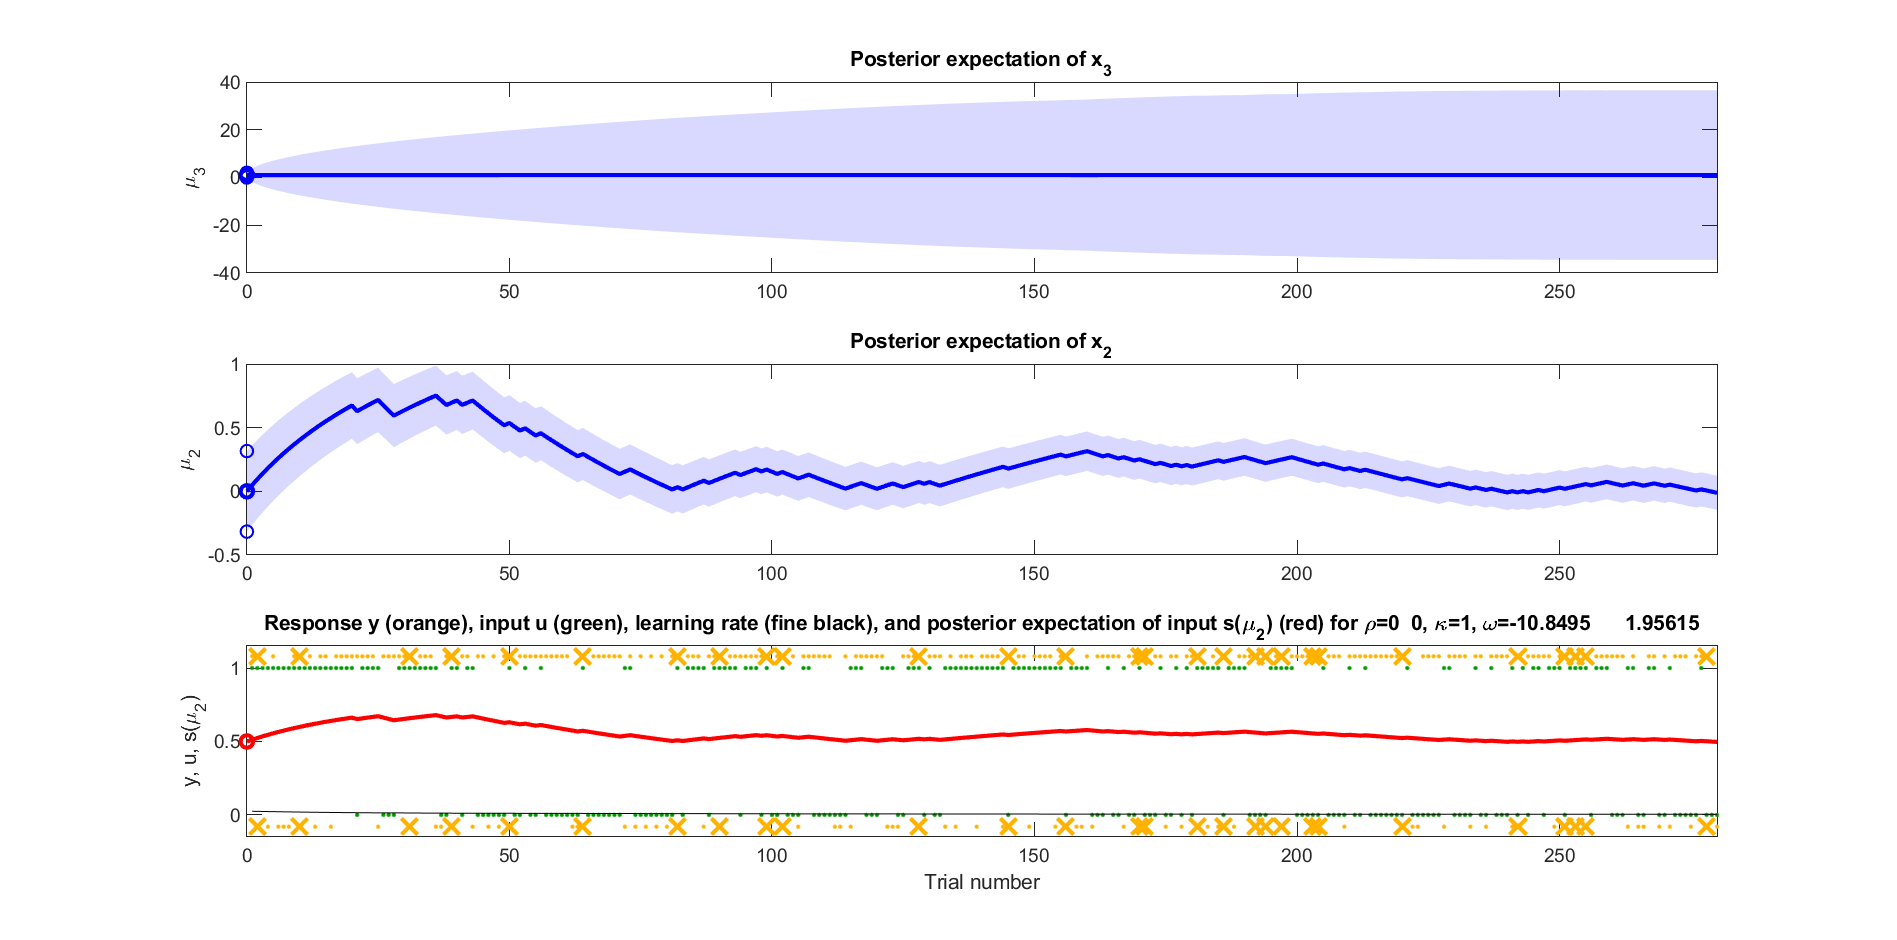 Posterior expectation of x3
40
20
0
-20
-40
μ3
0 50 100 150 200 250
Posterior expectation of x2
1
0.5
0
-0.5
μ2
0 50 100 150 200 250
Response y (orange), input u (green), learning rate (fine black), and posterior expectation of input s(μ2) (red) for ρ=0 0, κ=1, ω=-10.8495 1.95615
1
0.5
0
y, u, s(μ2)
0 50 100 150 200 250
Trial number